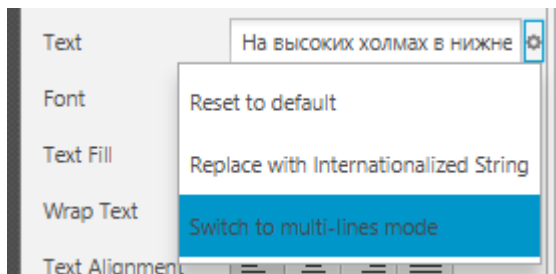 Text
На высоких холмах в нижне
Font
Reset to default
Text Fill
Replace with Internationalized String
Wrap Text
Switch to multi-lines mode
Text Alignment